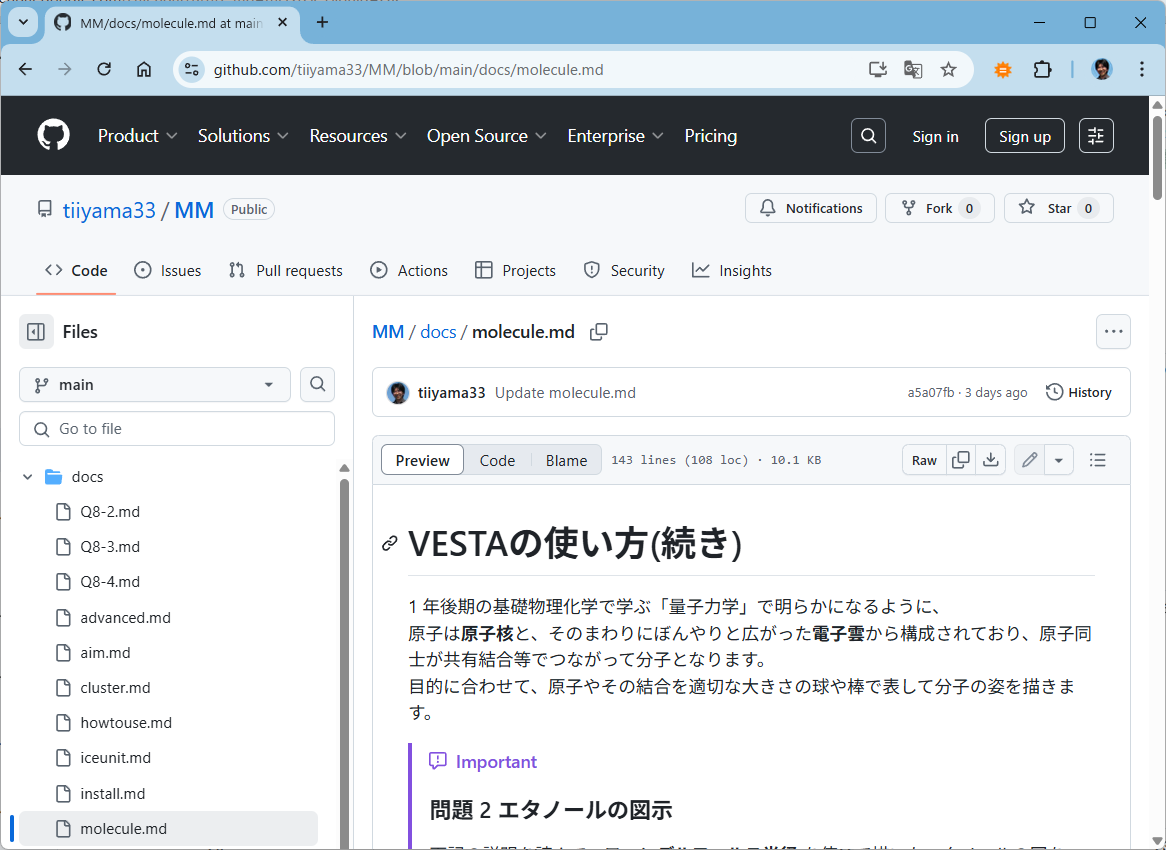 MM/docs/molecule.md at main
github.com/tiiyama33/MM/blob/main/docs/molecule.md
Product Solutions Resources Open Source Enterprise Pricing Sign in Sign up
tiiyama33 / MM Public Notifications Fork 0 Star 0
Code Issues Pull requests Actions Projects Security Insights
Files
main
Go to file
docs
Q8-2.md
Q8-3.md
Q8-4.md
advanced.md
aim.md
cluster.md
howtouse.md
iceunit.md
install.md
molecule.md
MM / docs / molecule.md
tiiyama33 Update molecule.md a5a07fb · 3 days ago History
Preview Code Blame 143 lines (108 loc) · 10.1 KB Raw
VESTAの使い方(続き)
1 年後期の基礎物理化学で学ぶ「量子力学」で明らかになるように、
原子は原子核と、そのまわりにぼんやりと広がった電子雲から構成されており、原子同
士が共有結合等でつながって分子となります。
目的に合わせて、原子やその結合を適切な大きさの球や棒で表して分子の姿を描きま
す。
Important
問題 2 エタノールの図示